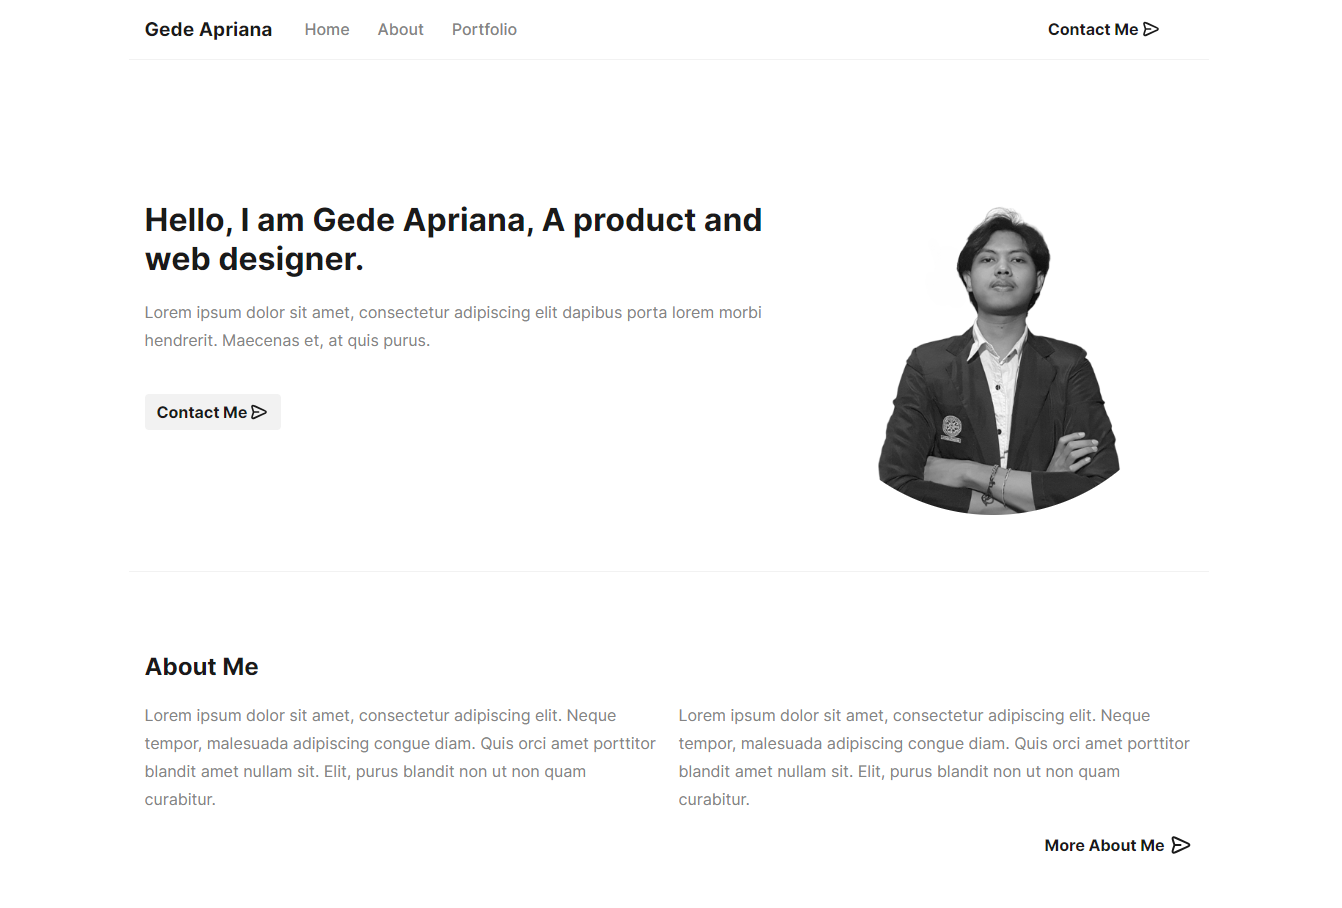 Gede Apriana Home About Portfolio Contact Me
Hello, I am Gede Apriana, A product and
web designer.
Lorem ipsum dolor sit amet, consectetur adipiscing elit dapibus porta lorem morbi
hendrerit. Maecenas et, at quis purus.
Contact Me
About Me
Lorem ipsum dolor sit amet, consectetur adipiscing elit. Neque
tempor, malesuada adipiscing congue diam. Quis orci amet porttitor
blandit amet nullam sit. Elit, purus blandit non ut non quam
curabitur.
Lorem ipsum dolor sit amet, consectetur adipiscing elit. Neque
tempor, malesuada adipiscing congue diam. Quis orci amet porttitor
blandit amet nullam sit. Elit, purus blandit non ut non quam
curabitur.
More About Me